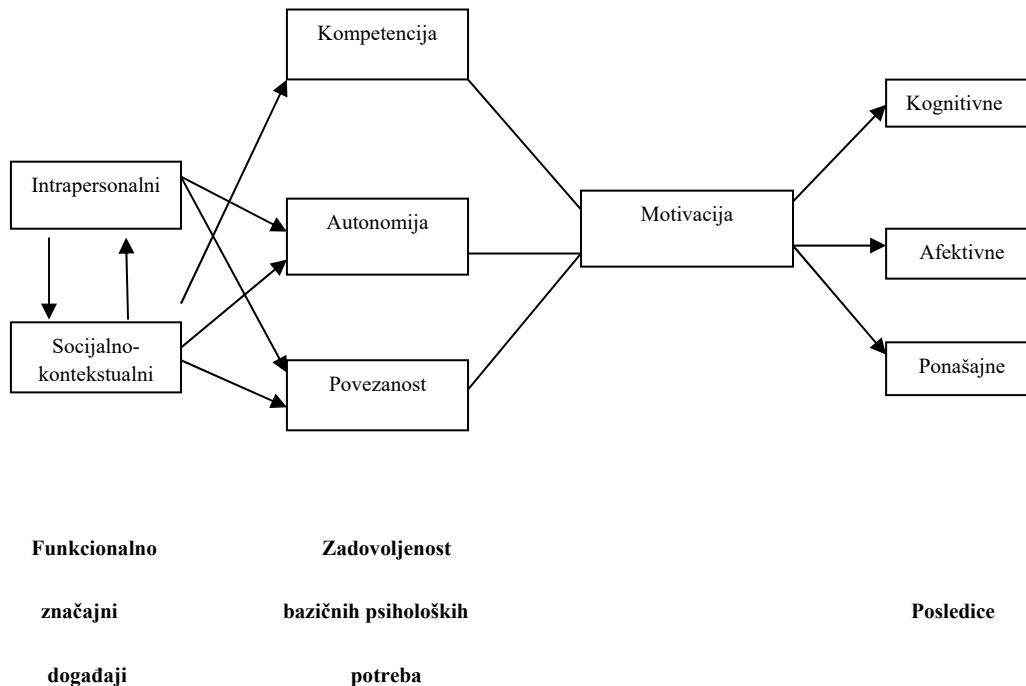 Kompetencija
Kognitivne
Intrapersonalni
Autonomija
Motivacija
Afektivne
Socijalno-
kontekstualni
Povezanost
Ponašajne
Funkcionalno
značajni
događaji
Zadovoljenost
bazičnih psiholoških
potreba
Posledice